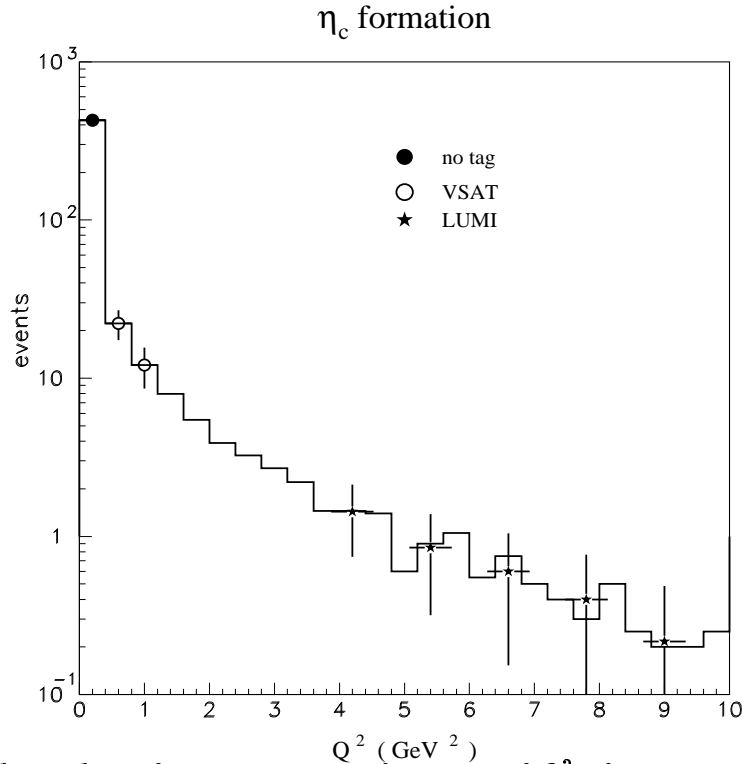 η_c formation
10^3
10^2
10
1
10^-1
events
no tag
VSAT
LUMI
0 1 2 3 4 5 6 7 8 9 10
Q^2 (GeV^2)